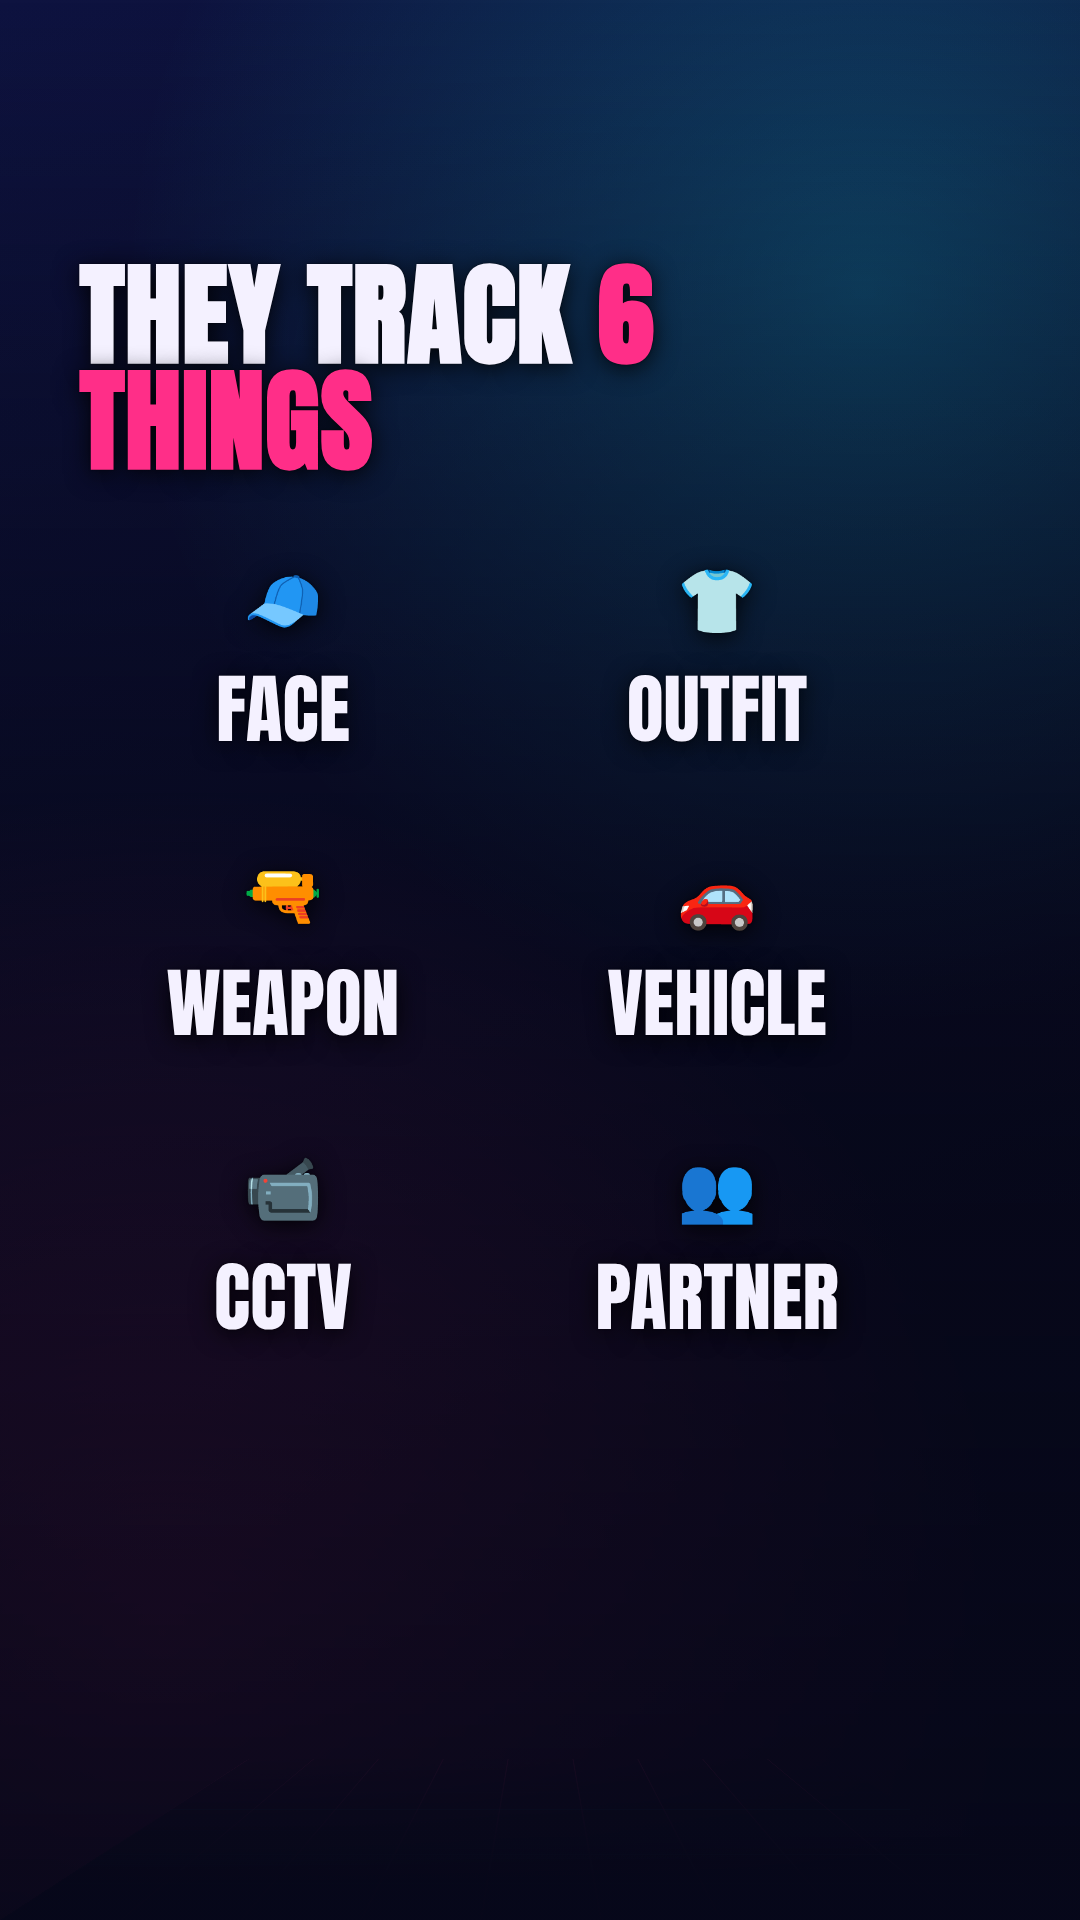 THEY TRACK 6
THINGS
FACE
OUTFIT
WEAPON
VEHICLE
CCTV
PARTNER